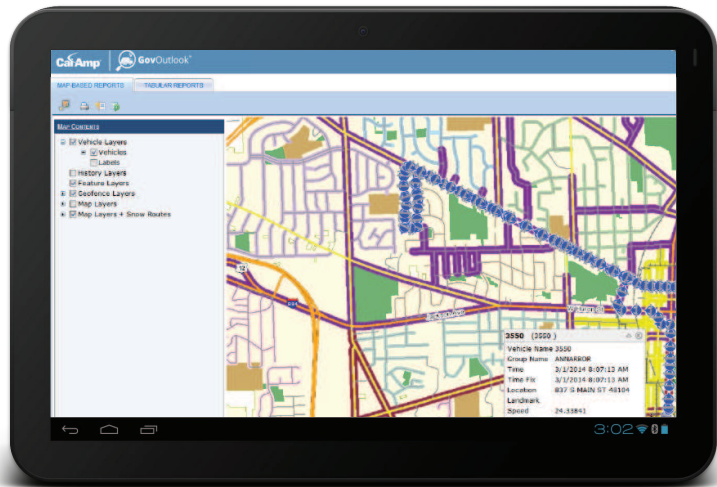 CalAmp GovOutlook
MAP BASED REPORTS TABULAR REPORTS
MAP CONTENTS
Vehicle Layers
Vehicles
Labels
History Layers
Feature Layers
Geofence Layers
Map Layers
Map Layers + Snow Routes
12
3550 (3550 )
Vehicle Name 3550
Group Name ANNARBOR
Time 3/1/2014 8:07:13 AM
Time Fix 3/1/2014 8:07:13 AM
Location 837 S MAIN ST 48104
Landmark
Speed 24.33841
3:02